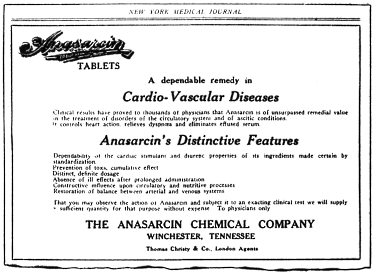 NEW YORK MEDICAL JOURNAL
Anasarcin
TABLETS
A dependable remedy in
Cardio-Vascular Diseases
Clinical results have proved to thousands of physicians that Anasarcin is of unsurpassed remedial value
in the treatment of disorders of the circulatory system and of ascitic conditions
It controls heart action, relieves dyspnea and eliminates effused serum.
Anasarcin's Distinctive Features
Dependability of the cardiac stimulant and diuretic properties of its ingredients made certain by
standardization.
Prevention of toxic, cumulative effect
Distinct, definite dosage
Absence of ill effects after prolonged administration
Constructive influence upon circulatory and nutritive processes
Restoration of balance between arterial and venous systems
That you may observe the action of Anasarcin and subject it to an exacting clinical test we will supply
a sufficient quantity for that purpose without expense. To physicians only
THE ANASARCIN CHEMICAL COMPANY
WINCHESTER, TENNESSEE
Thomas Christy & Co., London Agents